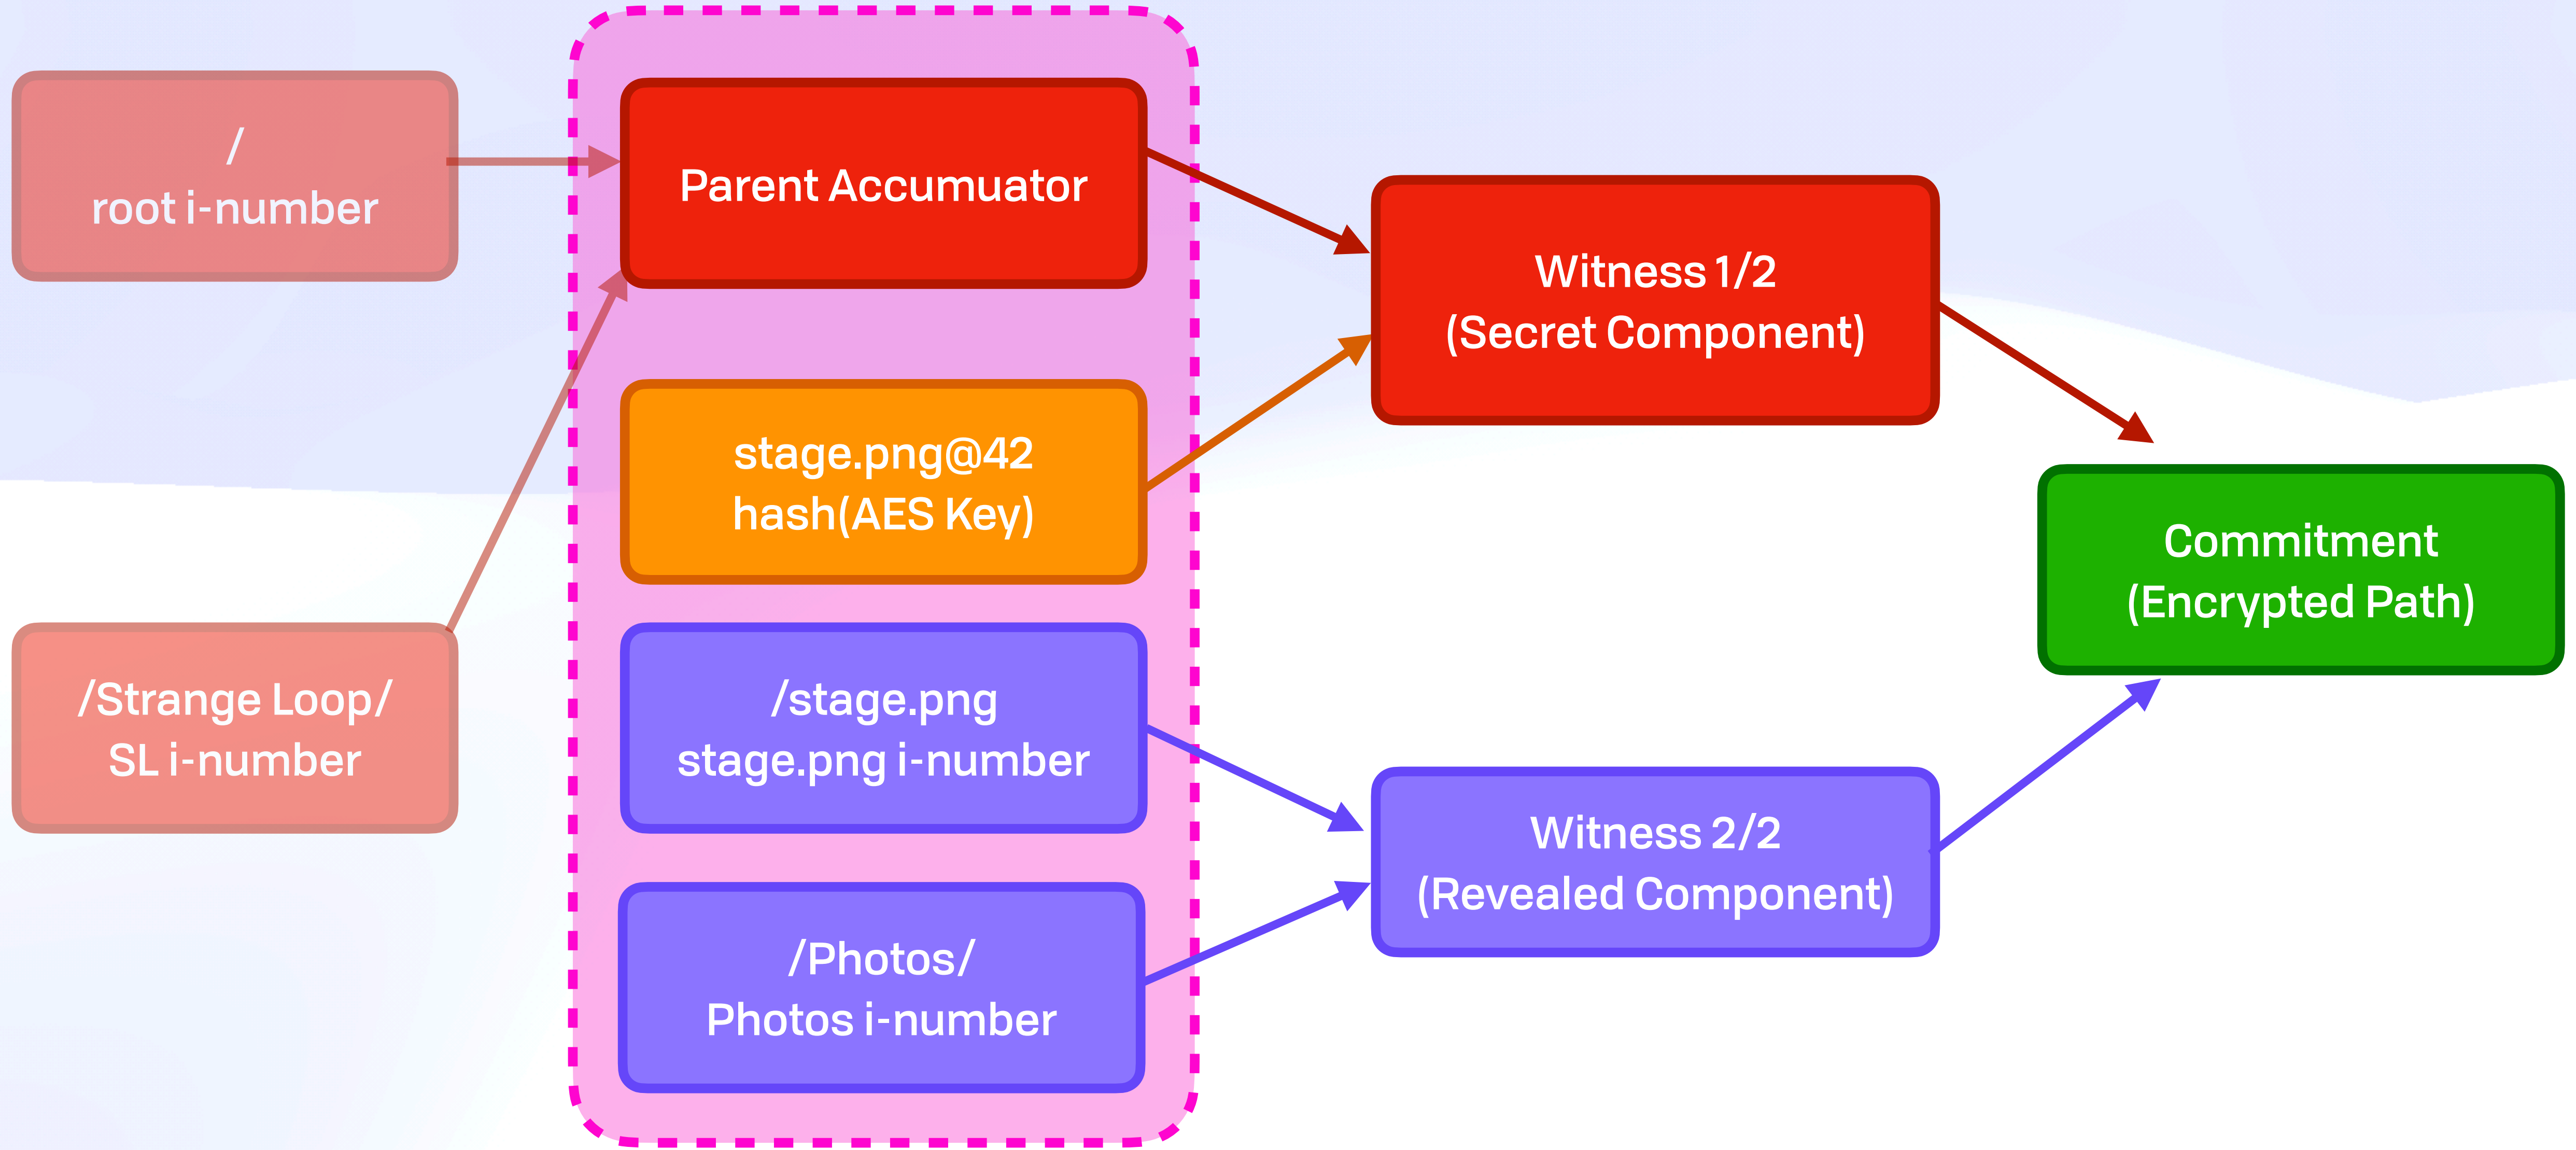 /
root i-number
Parent Accumuator
Witness 1/2
(Secret Component)
stage.png@42
hash(AES Key)
Commitment
(Encrypted Path)
/Strange Loop/
SL i-number
/stage.png
stage.png i-number
Witness 2/2
(Revealed Component)
/Photos/
Photos i-number